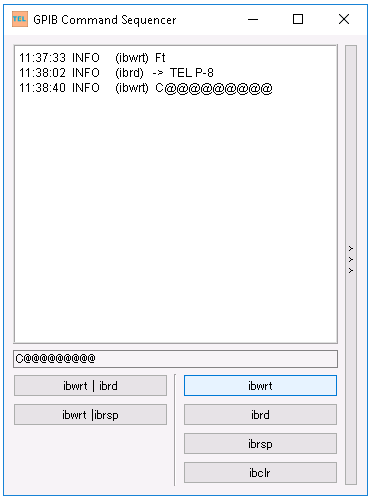 TEL GPIB Command Sequencer
11:37:33 INFO (ibwrt) Ft
11:38:02 INFO (ibrd) -> TEL P-8
11:38:40 INFO (ibwrt) C@@@@@@@@@
C@@@@@@@@@
ibwrt | ibrd
ibwrt
ibwrt |ibrsp
ibrd
ibrsp
ibclr